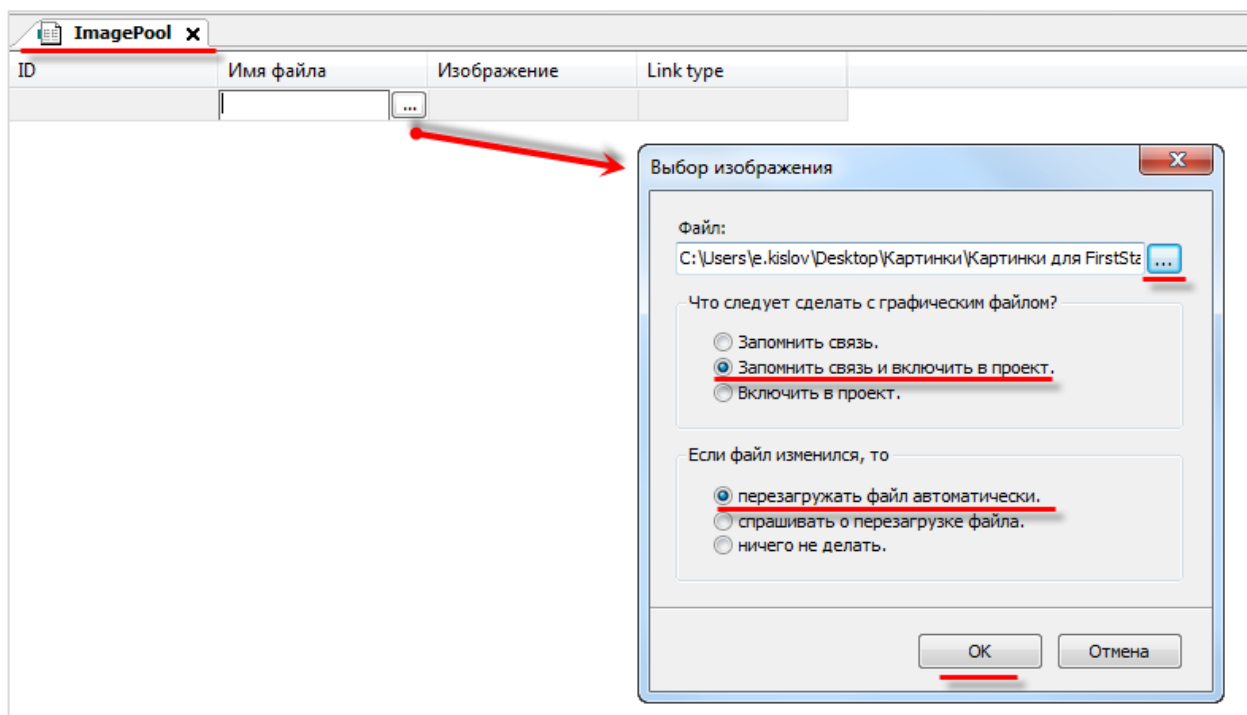 ImagePool
ID Имя файла Изображение Link type
...
Выбор изображения
Файл:
C:\Users\e.kislov\Desktop\Картинки\Картинки для FirstSta ...
Что следует сделать с графическим файлом?
Запомнить связь.
Запомнить связь и включить в проект.
Включить в проект.
Если файл изменился, то
перезагружать файл автоматически.
спрашивать о перезагрузке файла.
ничего не делать.
ОК Отмена